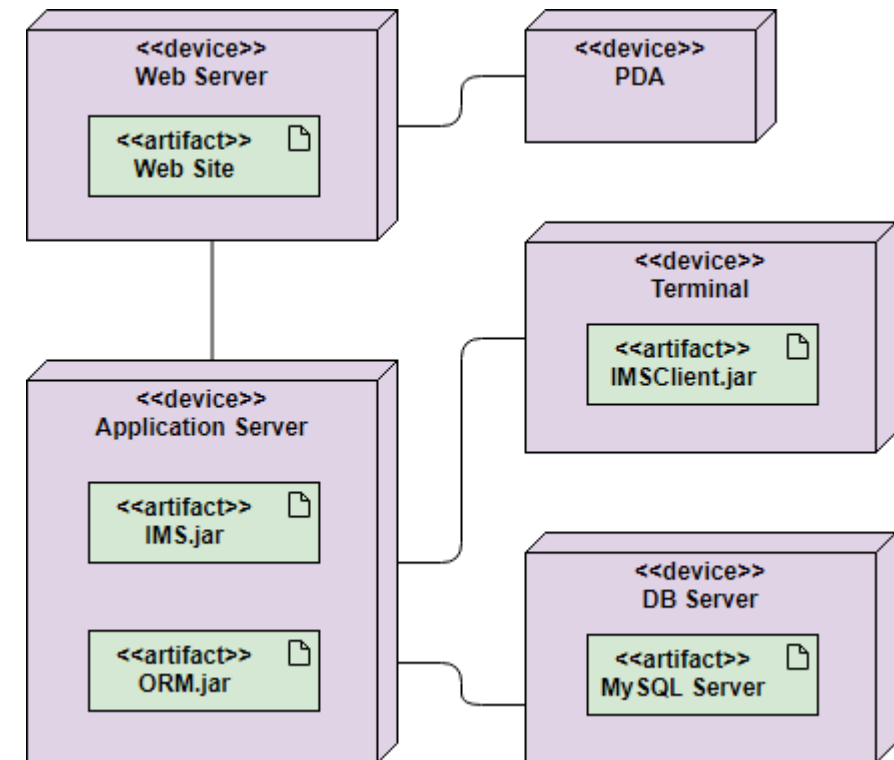 <<device>>
Web Server
<<artifact>>
Web Site
<<device>>
PDA
<<device>>
Terminal
<<artifact>>
IMSClient.jar
<<device>>
Application Server
<<artifact>>
IMS.jar
<<artifact>>
ORM.jar
<<device>>
DB Server
<<artifact>>
MySQL Server